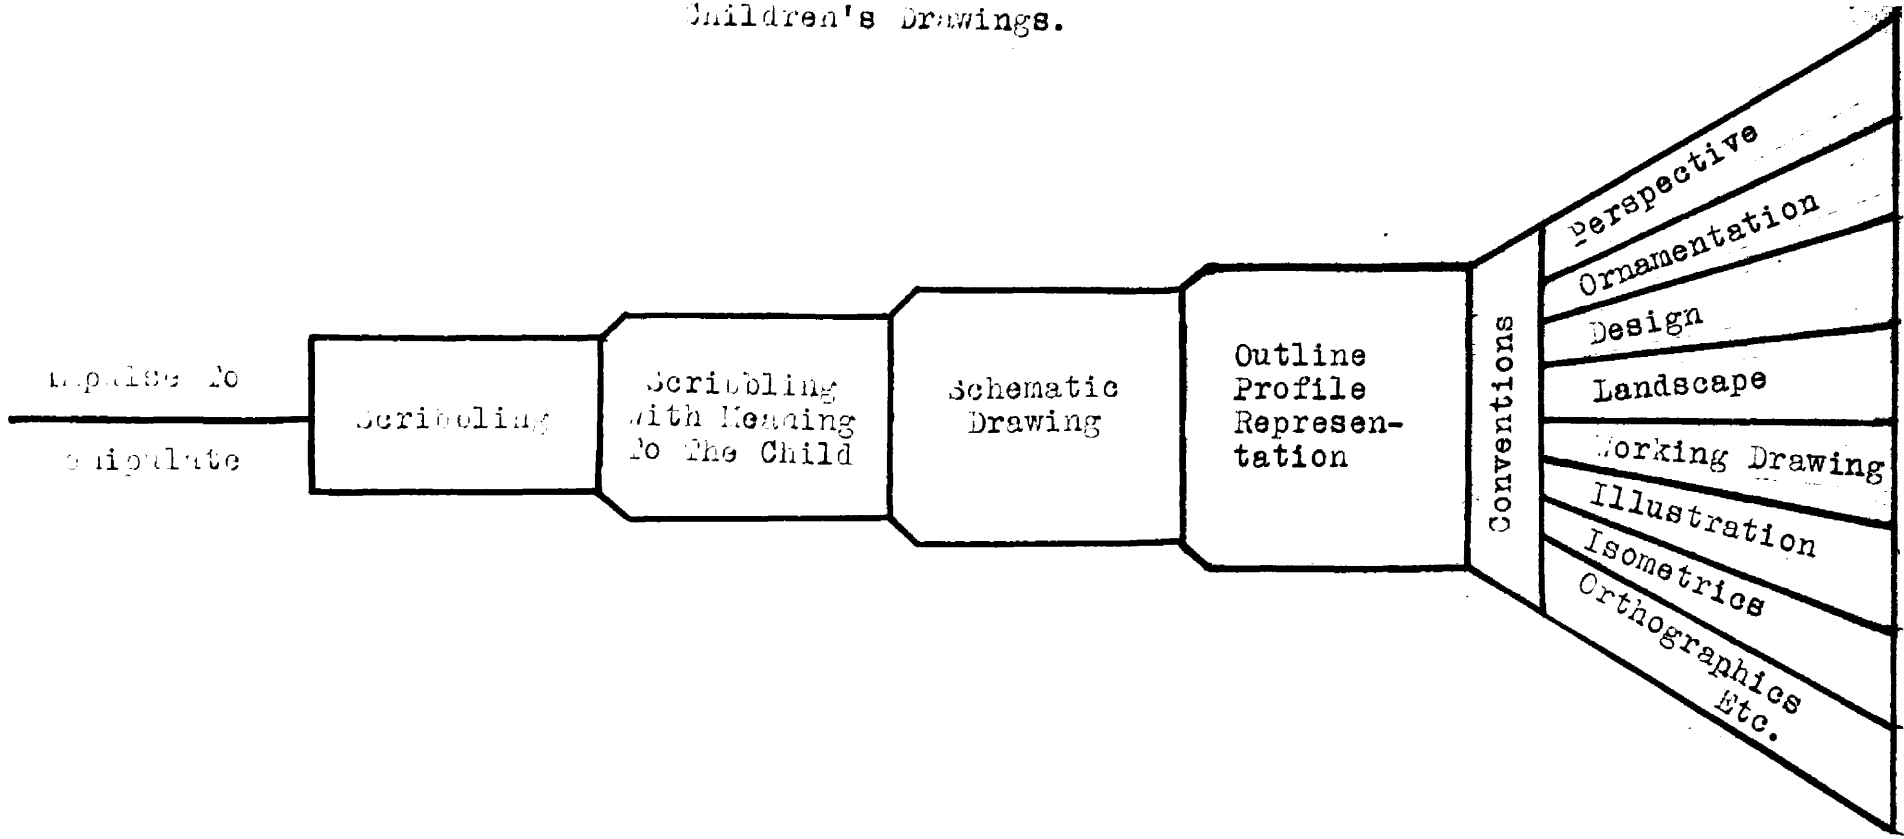 Children's Drawings.
Impulse To
Manipulate
Scribbling
Scribbling
With Meaning
To The Child
Schematic
Drawing
Outline
Profile
Represen-
tation
Conventions
Perspective
Ornamentation
Design
Landscape
Working Drawing
Illustration
Isometrics
Orthographics
Etc.